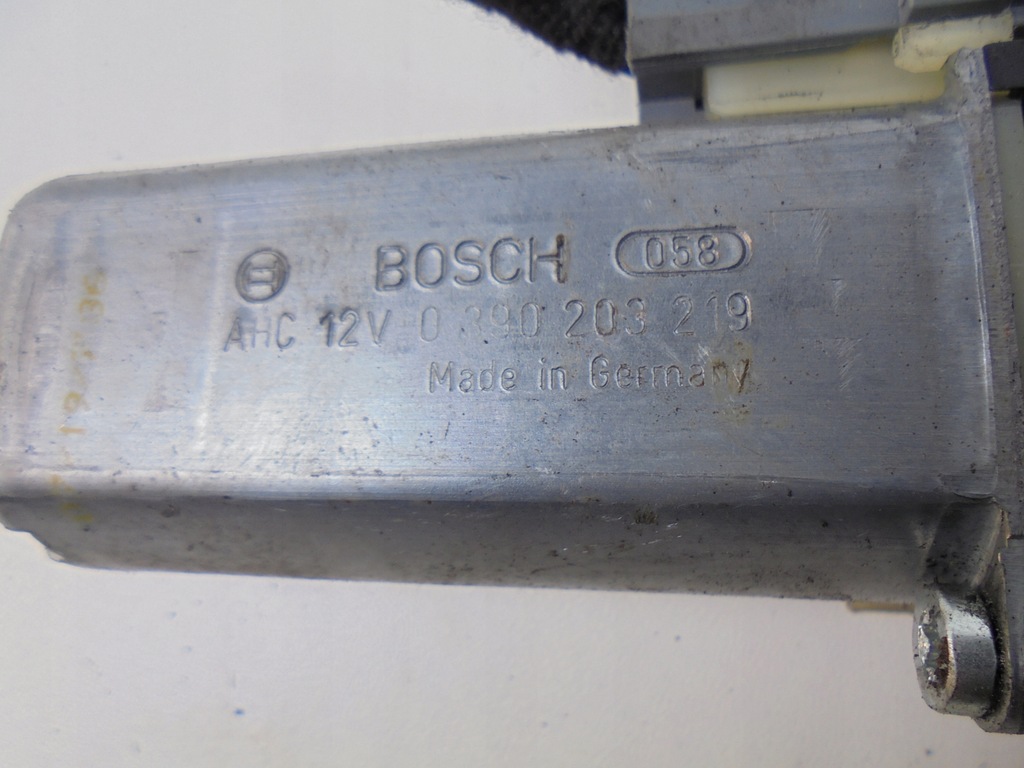 BOSCH 058
AHC 12V 0 390 203 219
Made in Germany